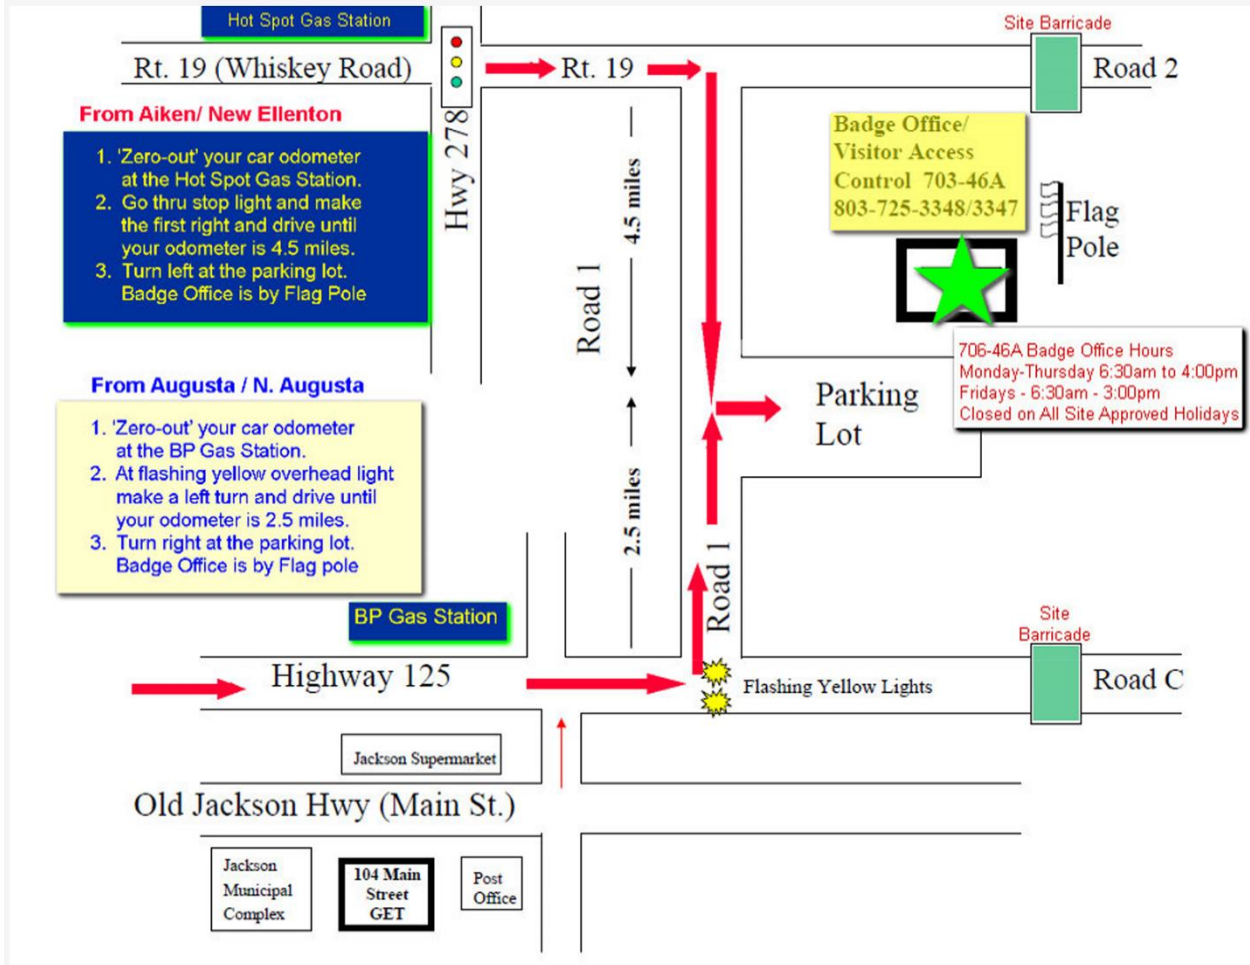 Hot Spot Gas Station
Site Barricade
Rt. 19 (Whiskey Road)
Rt. 19
Road 2
Hwy 278
From Aiken/ New Ellenton
1. 'Zero-out' your car odometer
at the Hot Spot Gas Station.
2. Go thru stop light and make
the first right and drive until
your odometer is 4.5 miles.
3. Turn left at the parking lot.
Badge Office is by Flag Pole
4.5 miles
Road 1
Badge Office/
Visitor Access
Control 703-46A
803-725-3348/3347
Flag
Pole
706-46A Badge Office Hours
Monday-Thursday 6:30am to 4:00pm
Fridays - 6:30am - 3:00pm
Closed on All Site Approved Holidays
Parking
Lot
From Augusta / N. Augusta
1. 'Zero-out' your car odometer
at the BP Gas Station.
2. At flashing yellow overhead light
make a left turn and drive until
your odometer is 2.5 miles.
3. Turn right at the parking lot.
Badge Office is by Flag pole
2.5 miles
Road 1
BP Gas Station
Site
Barricade
Highway 125
Flashing Yellow Lights
Road C
Jackson Supermarket
Old Jackson Hwy (Main St.)
Jackson
Municipal
Complex
104 Main
Street
GET
Post
Office